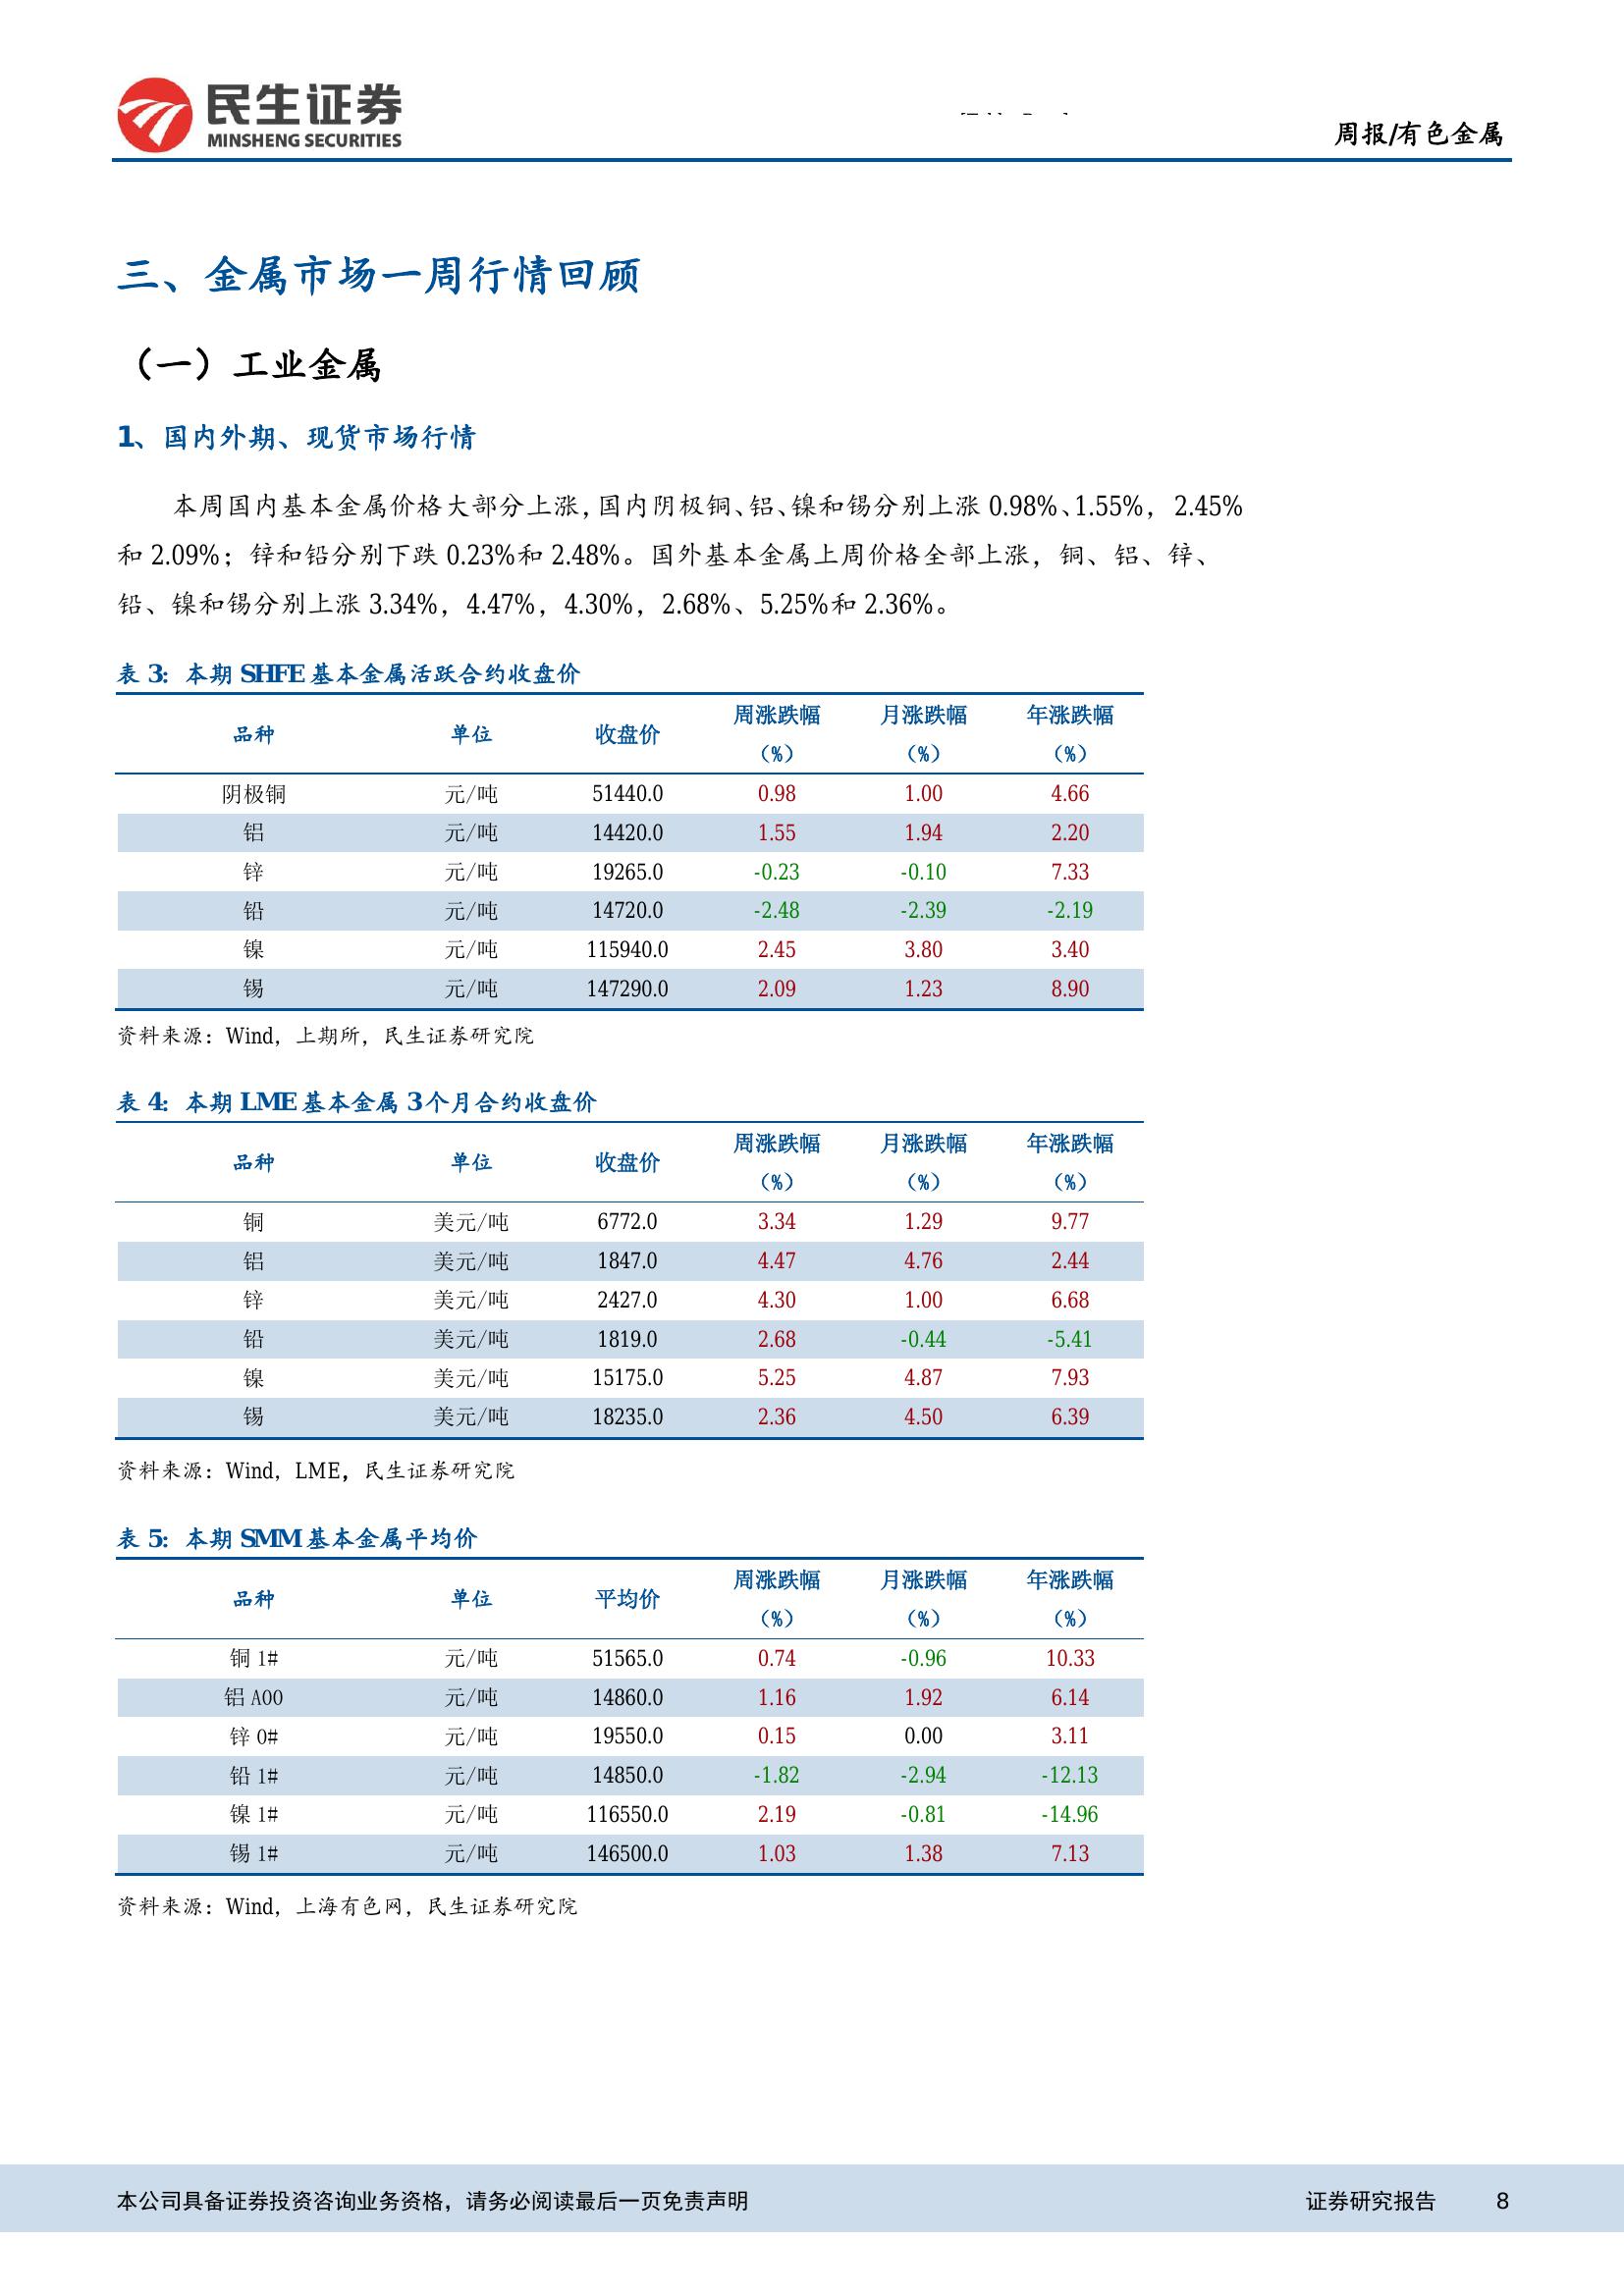 民生证券
MINSHENG SECURITIES
周报/有色金属
三、金属市场一周行情回顾
（一）工业金属
1、国内外期、现货市场行情
本周国内基本金属价格大部分上涨，国内阴极铜、铝、镍和锡分别上涨 0.98%、1.55%， 2.45%
和 2.09%；锌和铅分别下跌 0.23%和 2.48%。国外基本金属上周价格全部上涨，铜、铝、锌、
铅、镍和锡分别上涨 3.34%，4.47%，4.30%，2.68%、5.25%和 2.36%。
表 3：本期 SHFE 基本金属活跃合约收盘价
品种 单位 收盘价 周涨跌幅 月涨跌幅 年涨跌幅
（%） （%） （%）
阴极铜 元/吨 51440.0 0.98 1.00 4.66
铝 元/吨 14420.0 1.55 1.94 2.20
锌 元/吨 19265.0 -0.23 -0.10 7.33
铅 元/吨 14720.0 -2.48 -2.39 -2.19
镍 元/吨 115940.0 2.45 3.80 3.40
锡 元/吨 147290.0 2.09 1.23 8.90
资料来源：Wind，上期所，民生证券研究院
表 4：本期 LME 基本金属 3 个月合约收盘价
品种 单位 收盘价 周涨跌幅 月涨跌幅 年涨跌幅
（%） （%） （%）
铜 美元/吨 6772.0 3.34 1.29 9.77
铝 美元/吨 1847.0 4.47 4.76 2.44
锌 美元/吨 2427.0 4.30 1.00 6.68
铅 美元/吨 1819.0 2.68 -0.44 -5.41
镍 美元/吨 15175.0 5.25 4.87 7.93
锡 美元/吨 18235.0 2.36 4.50 6.39
资料来源：Wind，LME，民生证券研究院
表 5：本期 SMM 基本金属平均价
品种 单位 平均价 周涨跌幅 月涨跌幅 年涨跌幅
（%） （%） （%）
铜 1# 元/吨 51565.0 0.74 -0.96 10.33
铝 A00 元/吨 14860.0 1.16 1.92 6.14
锌 0# 元/吨 19550.0 0.15 0.00 3.11
铅 1# 元/吨 14850.0 -1.82 -2.94 -12.13
镍 1# 元/吨 116550.0 2.19 -0.81 -14.96
锡 1# 元/吨 146500.0 1.03 1.38 7.13
资料来源：Wind，上海有色网，民生证券研究院
本公司具备证券投资咨询业务资格，请务必阅读最后一页免责声明 证券研究报告 8